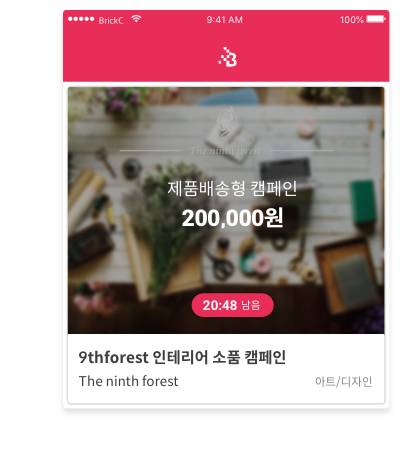 BrickC 9:41 AM 100%
B
The ninth forest
제품배송형 캠페인
200,000원
20:48 남음
9thforest 인테리어 소품 캠페인
The ninth forest
아트/디자인